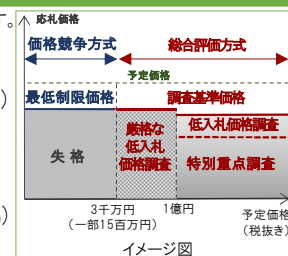 す。
応札価格
価格競争方式
総合評価方式
予定価格
最低制限価格
調査基準価格
)
失 格
厳格な
低入札
価格調査
低入札価格調査
特別重点調査
)
3千万円
(一部15百万円)
1億円
予定価格
(税抜き)
イメージ図